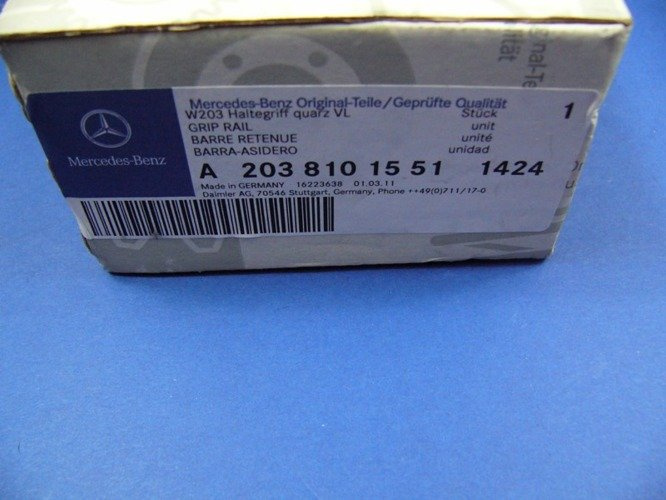 Mercedes-Benz
Mercedes-Benz Original-Teile/Geprüfte Qualität
W203 Haltegriff quarz VL Stück 1
GRIP RAIL unit
BARRE RETENUE unité
BARRA-ASIDERO unidad
A 203 810 15 51 1424
Made in GERMANY 16223638 01.03.11
Daimler AG, 70546 Stuttgart, Germany, Phone ++49(0)711/17-0